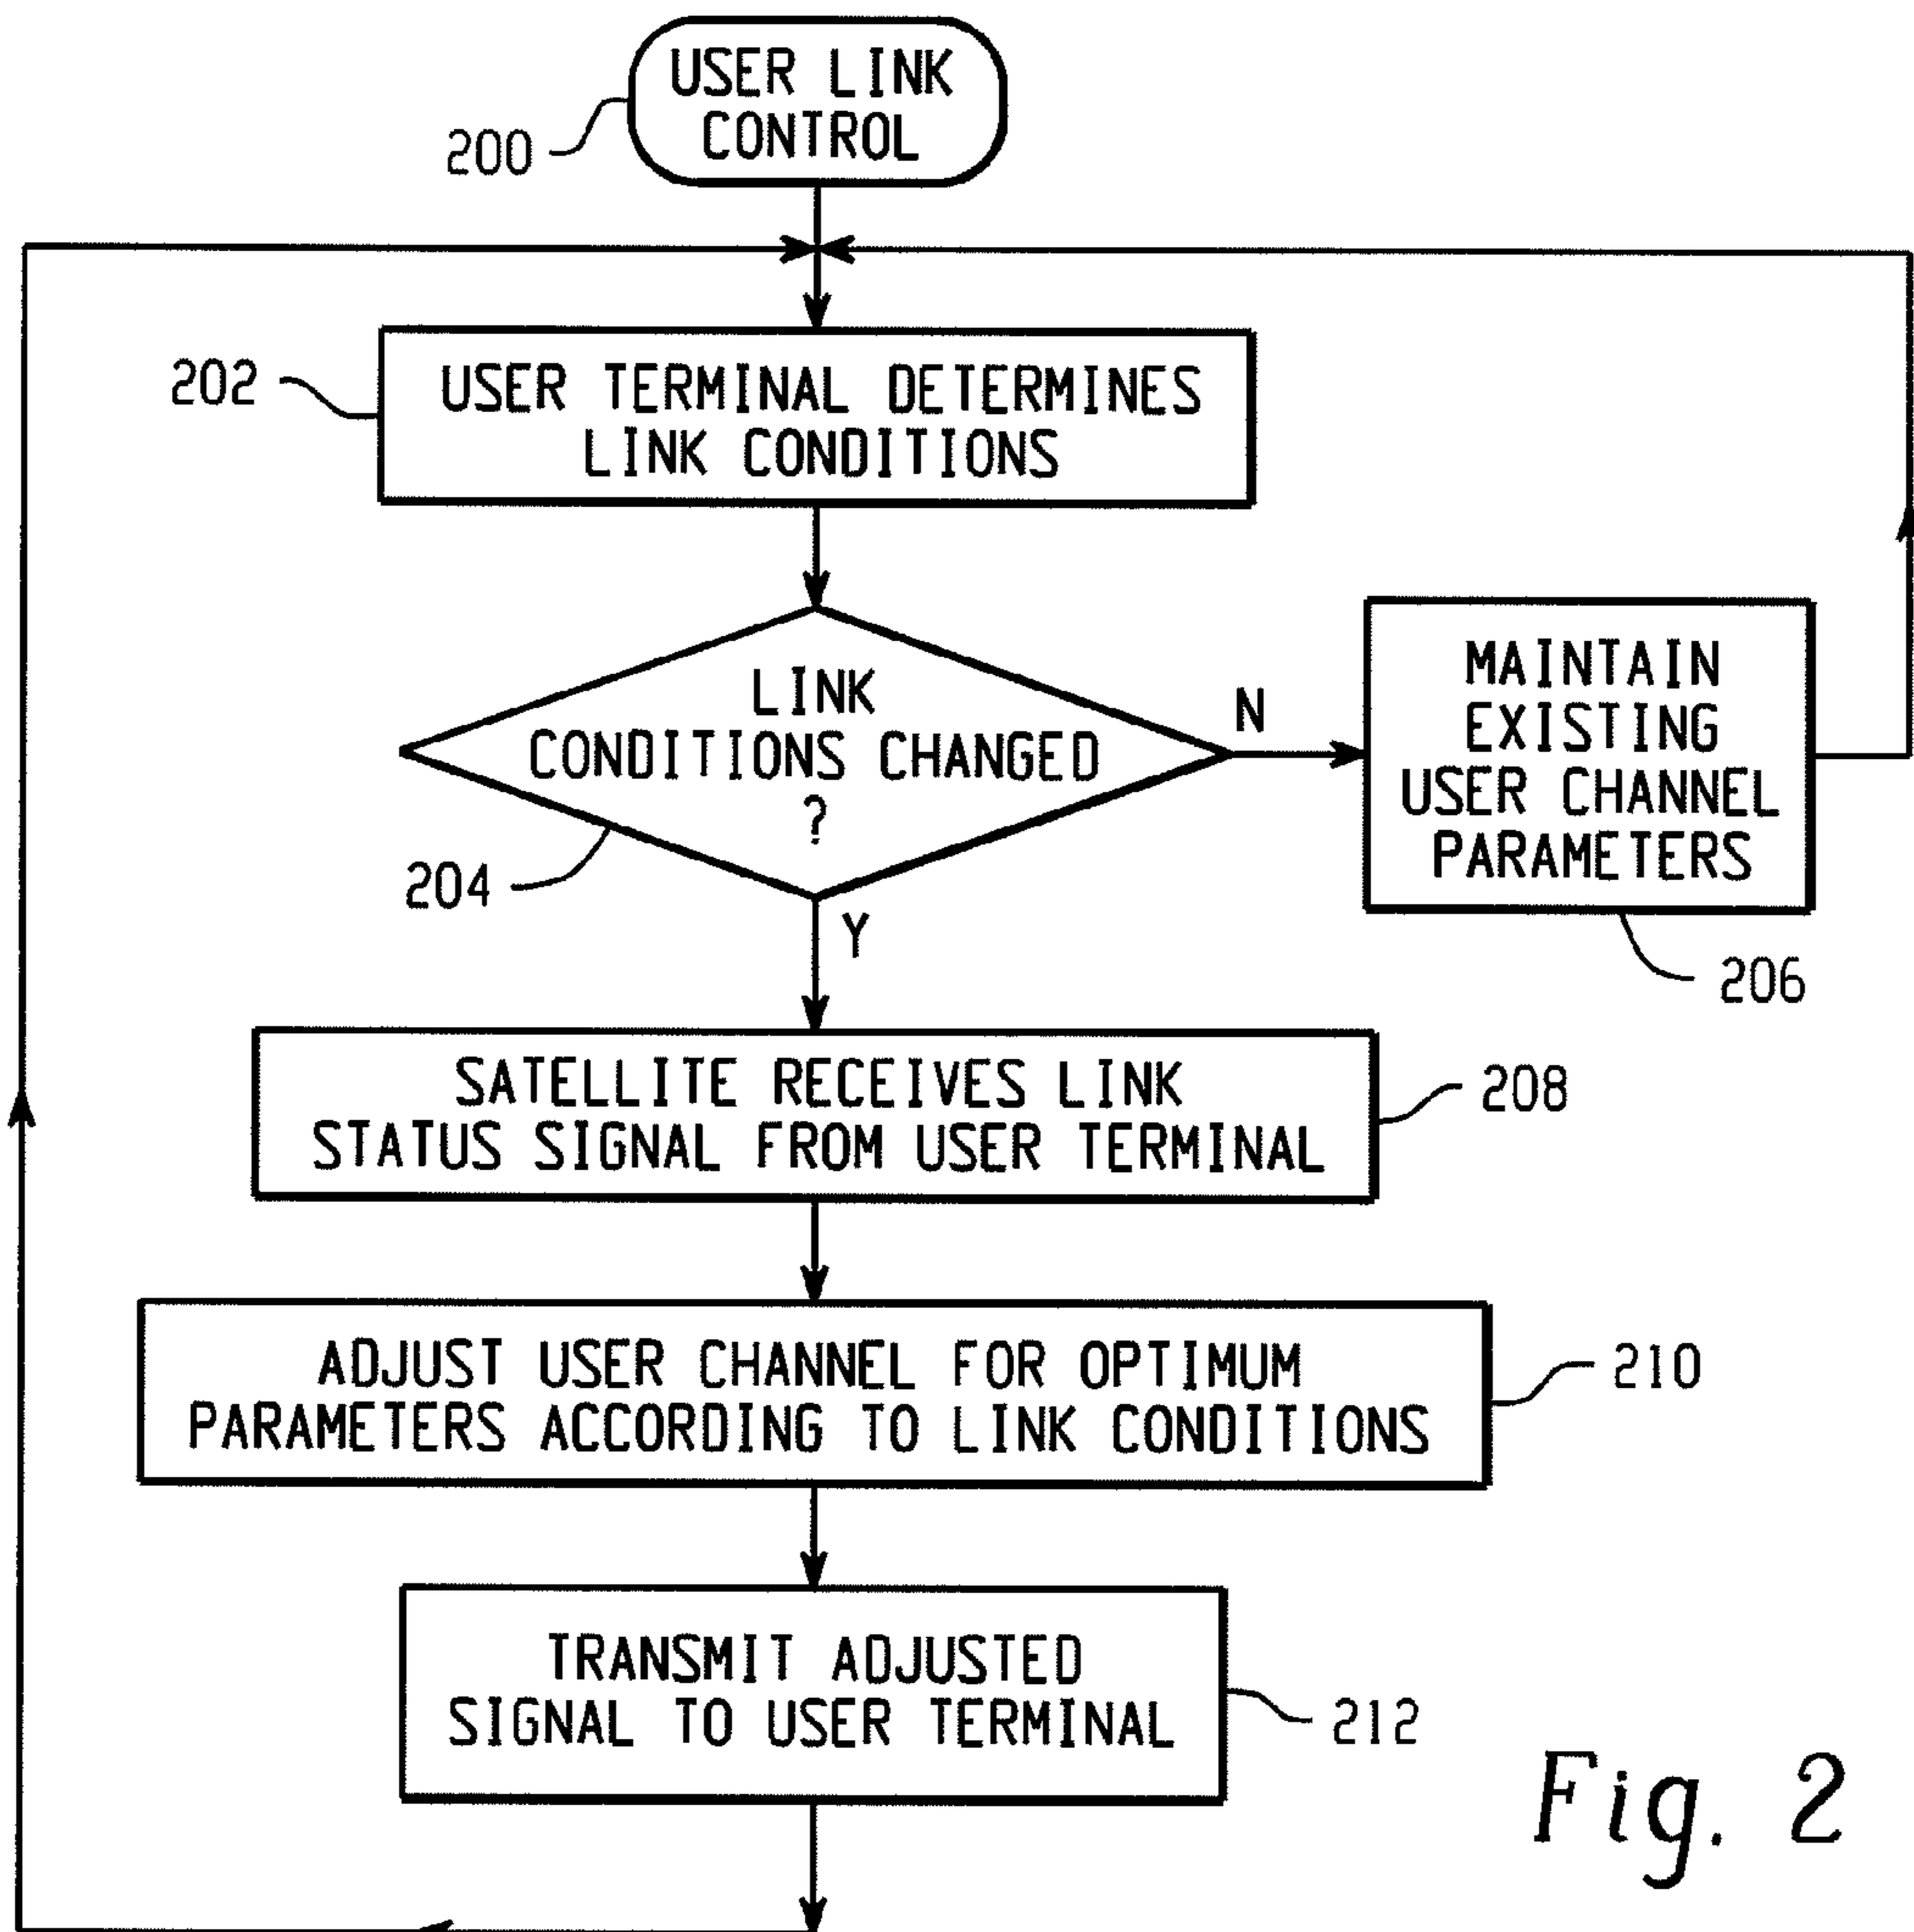 USER LINK
CONTROL
200
202
USER TERMINAL DETERMINES
LINK CONDITIONS
LINK
CONDITIONS CHANGED
?
204
N
MAINTAIN
EXISTING
USER CHANNEL
PARAMETERS
206
Y
SATELLITE RECEIVES LINK
STATUS SIGNAL FROM USER TERMINAL
208
ADJUST USER CHANNEL FOR OPTIMUM
PARAMETERS ACCORDING TO LINK CONDITIONS
210
TRANSMIT ADJUSTED
SIGNAL TO USER TERMINAL
212
Fig. 2